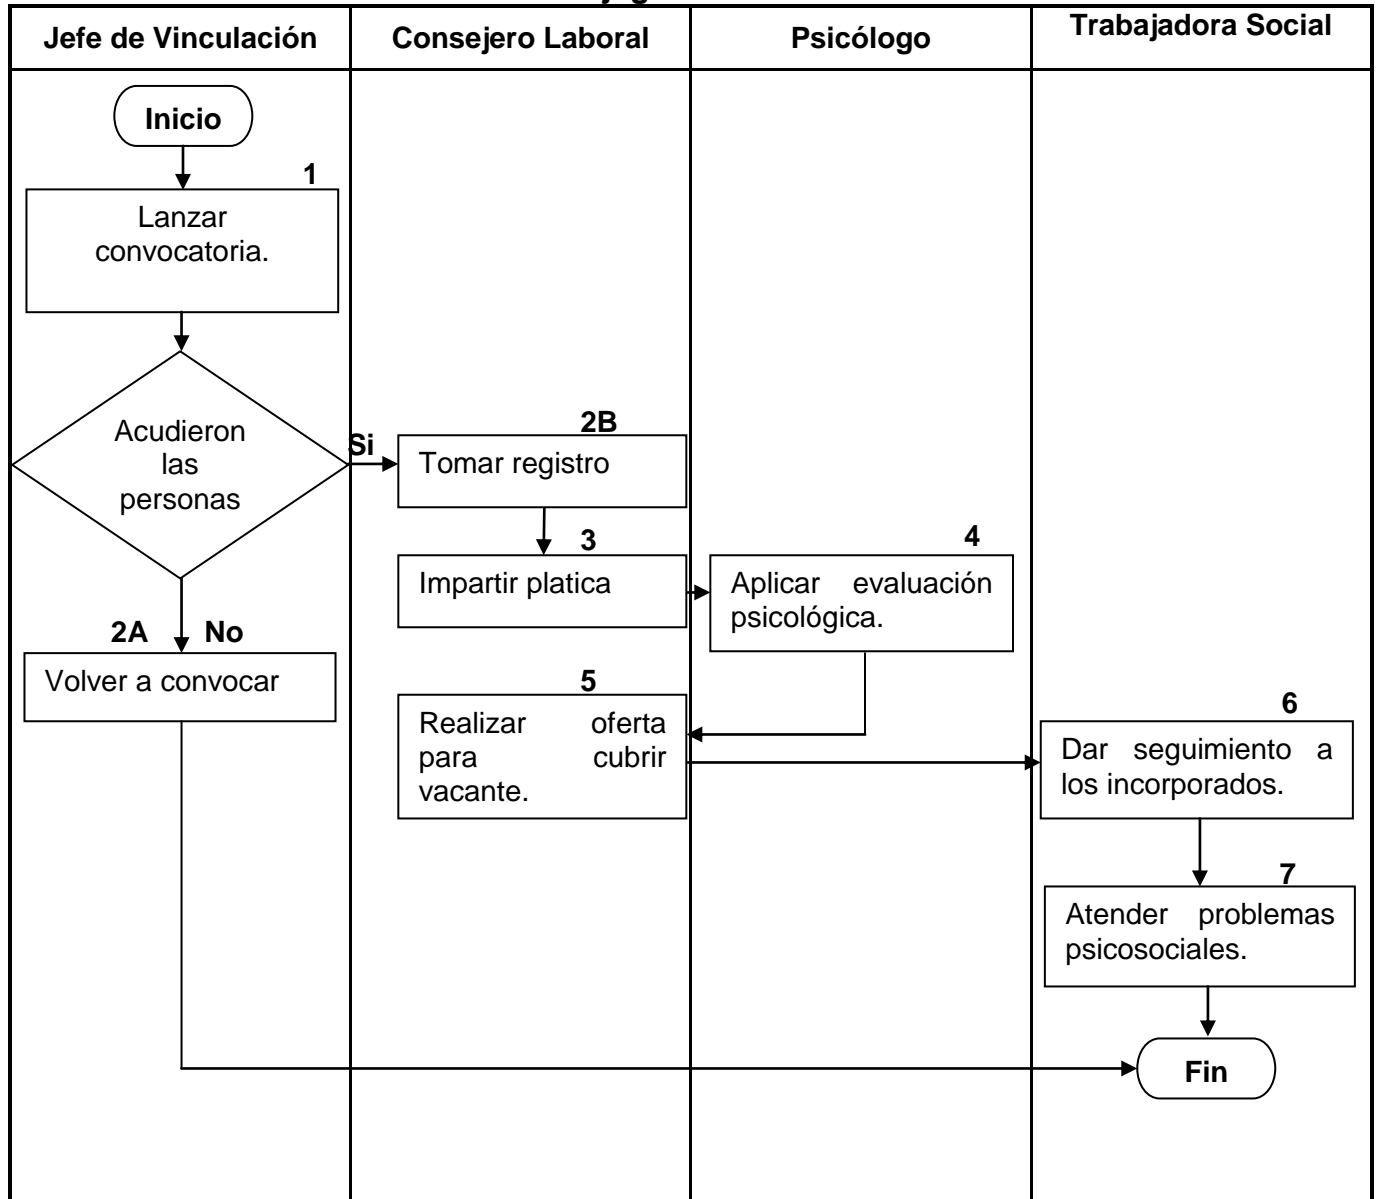 Jefe de Vinculación
Consejero Laboral
Psicólogo
Trabajadora Social
Inicio
1
Lanzar
convocatoria.
Acudieron
las
personas
Si
2B
Tomar registro
3
Impartir platica
4
Aplicar evaluación
psicológica.
2A No
Volver a convocar
5
Realizar oferta
para cubrir
vacante.
6
Dar seguimiento a
los incorporados.
7
Atender problemas
psicosociales.
Fin